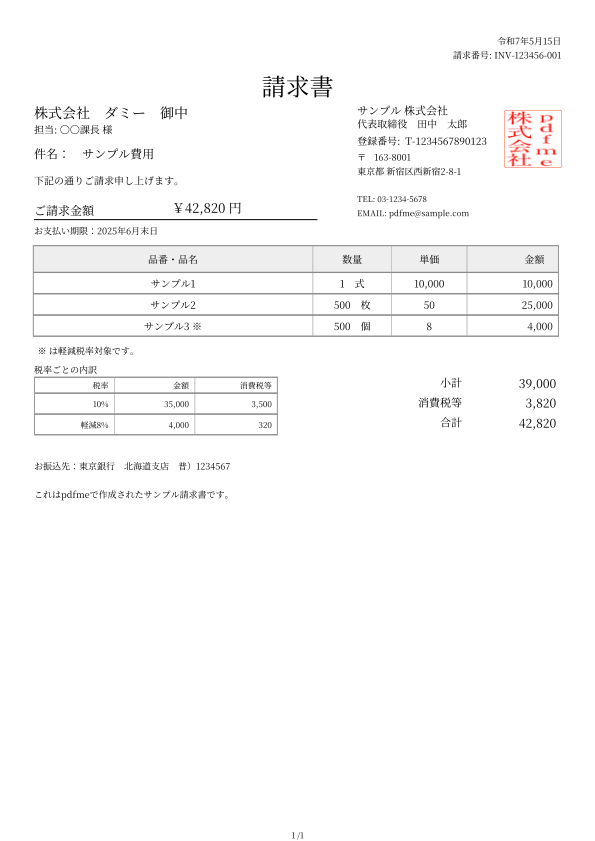 令和7年5月15日
請求番号: INV-123456-001
請求書
株式会社　ダミー　御中
担当: 〇〇課長 様
件名：　サンプル費用
下記の通りご請求申し上げます。
ご請求金額　￥42,820 円
お支払い期限：2025年6月末日
サンプル 株式会社
代表取締役　田中　太郎
登録番号: T-1234567890123
〒　163-8001
東京都 新宿区西新宿2-8-1
TEL: 03-1234-5678
EMAIL: pdfme@sample.com
pdfme
株式会社
品番・品名　数量　単価　金額
サンプル1　1　式　10,000　10,000
サンプル2　500　枚　50　25,000
サンプル3 ※　500　個　8　4,000
※ は軽減税率対象です。
税率ごとの内訳
税率　金額　消費税等
10%　35,000　3,500
軽減8%　4,000　320
小計　39,000
消費税等　3,820
合計　42,820
お振込先：東京銀行　北海道支店　普）1234567
これはpdfmeで作成されたサンプル請求書です。
1 /1